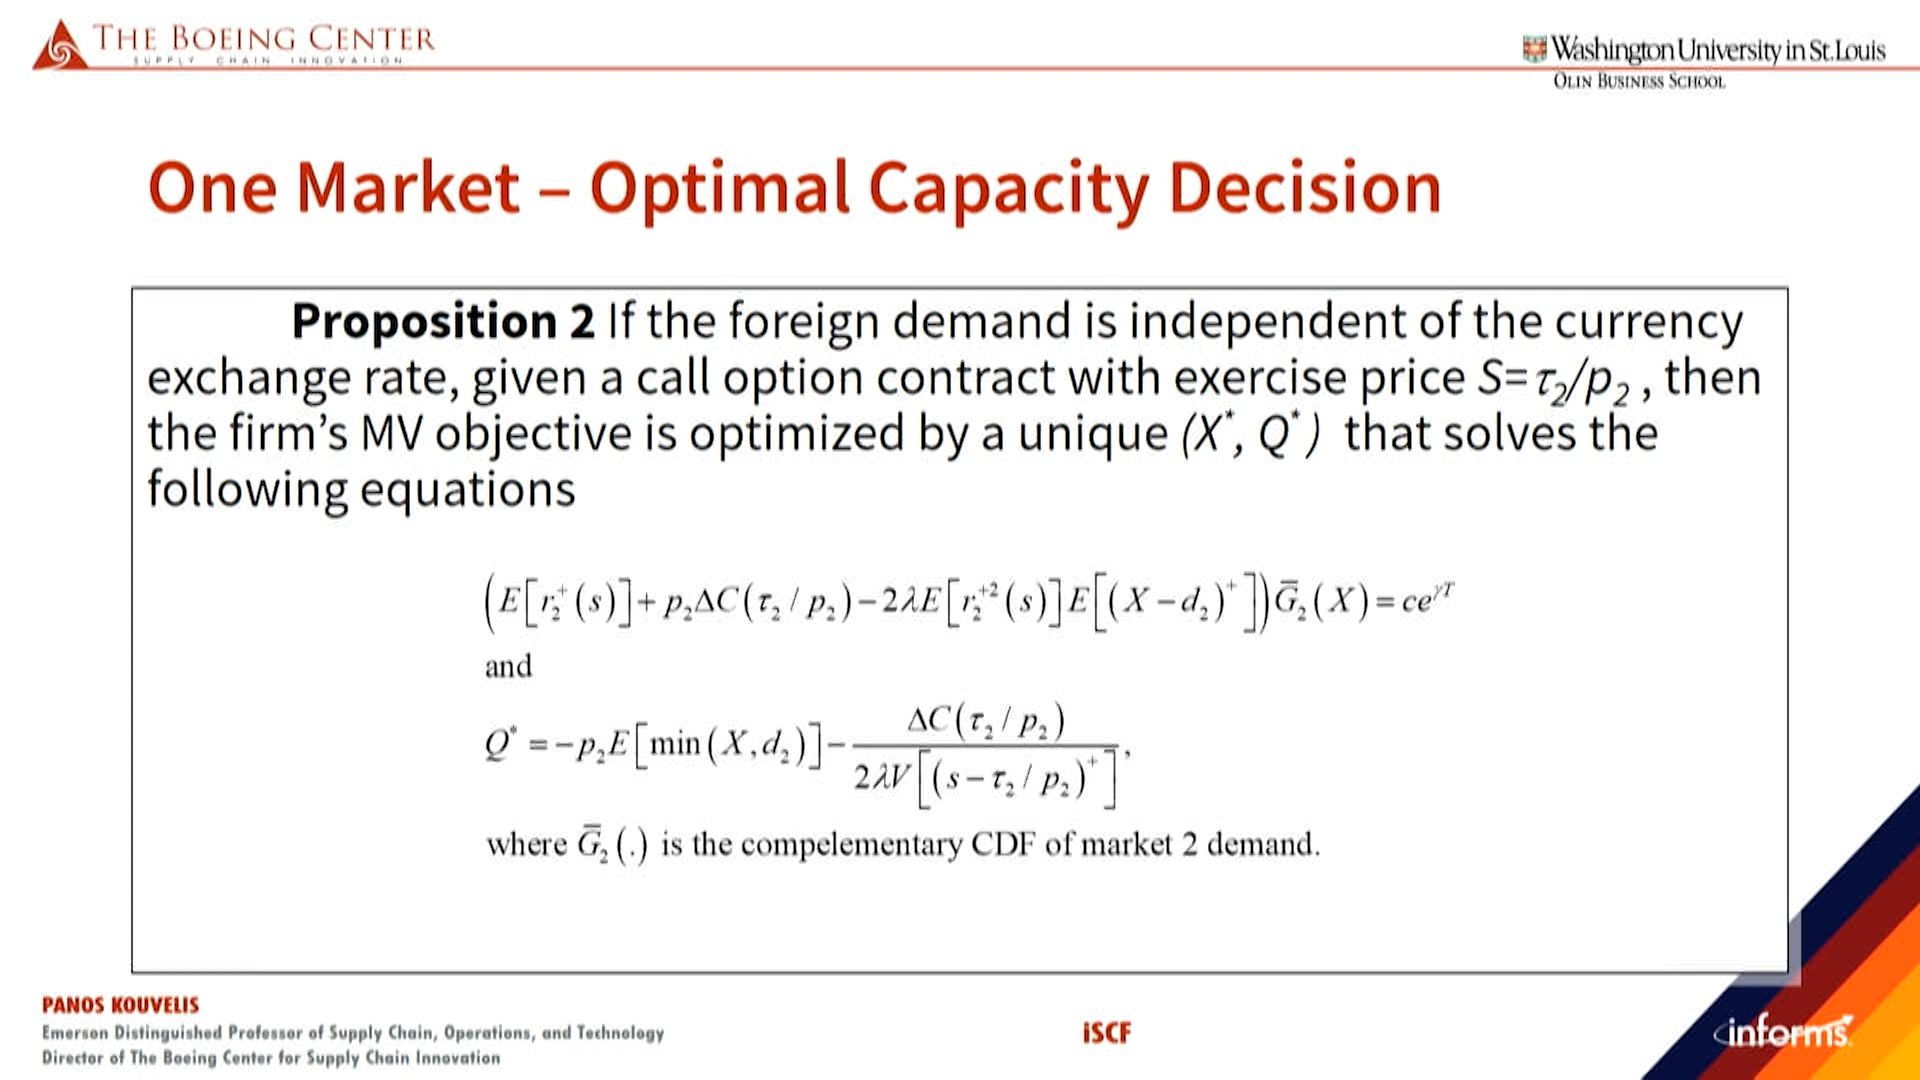 THE BOEING CENTER
SUPPLY CHAIN INNOVATION
Washington University in St.Louis
OLIN BUSINESS SCHOOL
One Market – Optimal Capacity Decision
Proposition 2 If the foreign demand is independent of the currency
exchange rate, given a call option contract with exercise price S=τ₂/p₂ , then
the firm’s MV objective is optimized by a unique (X*, Q*) that solves the
following equations
(E[r₂⁺(s)]+p₂ΔC(τ₂/p₂)−2λE[r₂⁺²(s)]E[(X−d₂)⁺])G̅₂(X)=ce^{γT}
and
Q* =−p₂E[min(X,d₂)]− ΔC(τ₂/p₂) / 2λV[(s−τ₂/p₂)⁺] ,
where G̅₂(.) is the compelementary CDF of market 2 demand.
PANOS KOUVELIS
Emerson Distinguished Professor of Supply Chain, Operations, and Technology
Director of The Boeing Center for Supply Chain Innovation
iSCF
informs